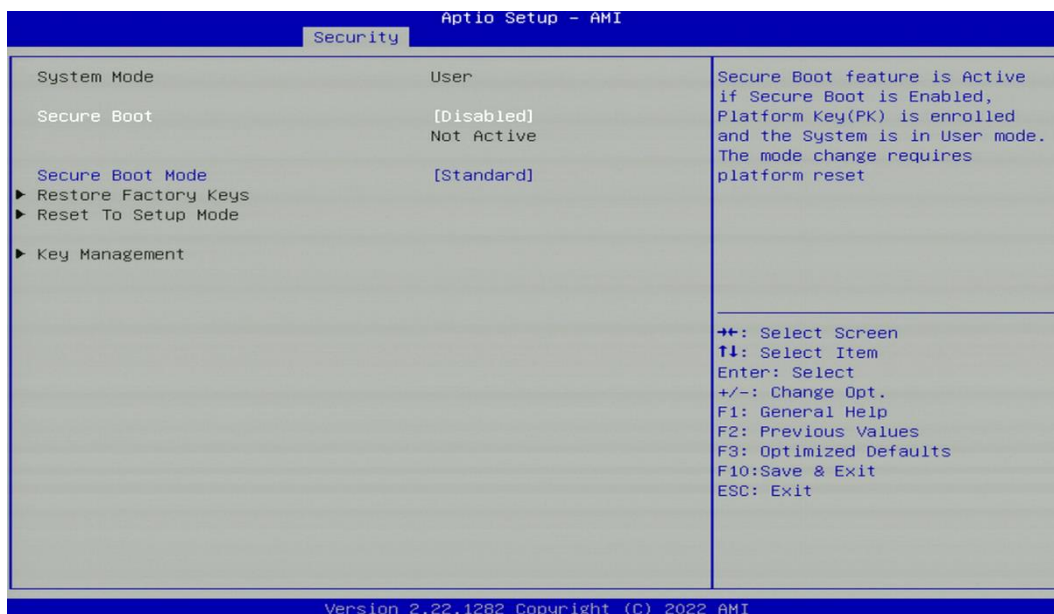 Aptio Setup – AMI
Security
System Mode User
Secure Boot [Disabled]
Not Active
Secure Boot Mode [Standard]
▶ Restore Factory Keys
▶ Reset To Setup Mode
▶ Key Management
Secure Boot feature is Active
if Secure Boot is Enabled,
Platform Key(PK) is enrolled
and the System is in User mode.
The mode change requires
platform reset
→←: Select Screen
↑↓: Select Item
Enter: Select
+/-: Change Opt.
F1: General Help
F2: Previous Values
F3: Optimized Defaults
F10:Save & Exit
ESC: Exit
Version 2.22.1282 Copyright (C) 2022 AMI